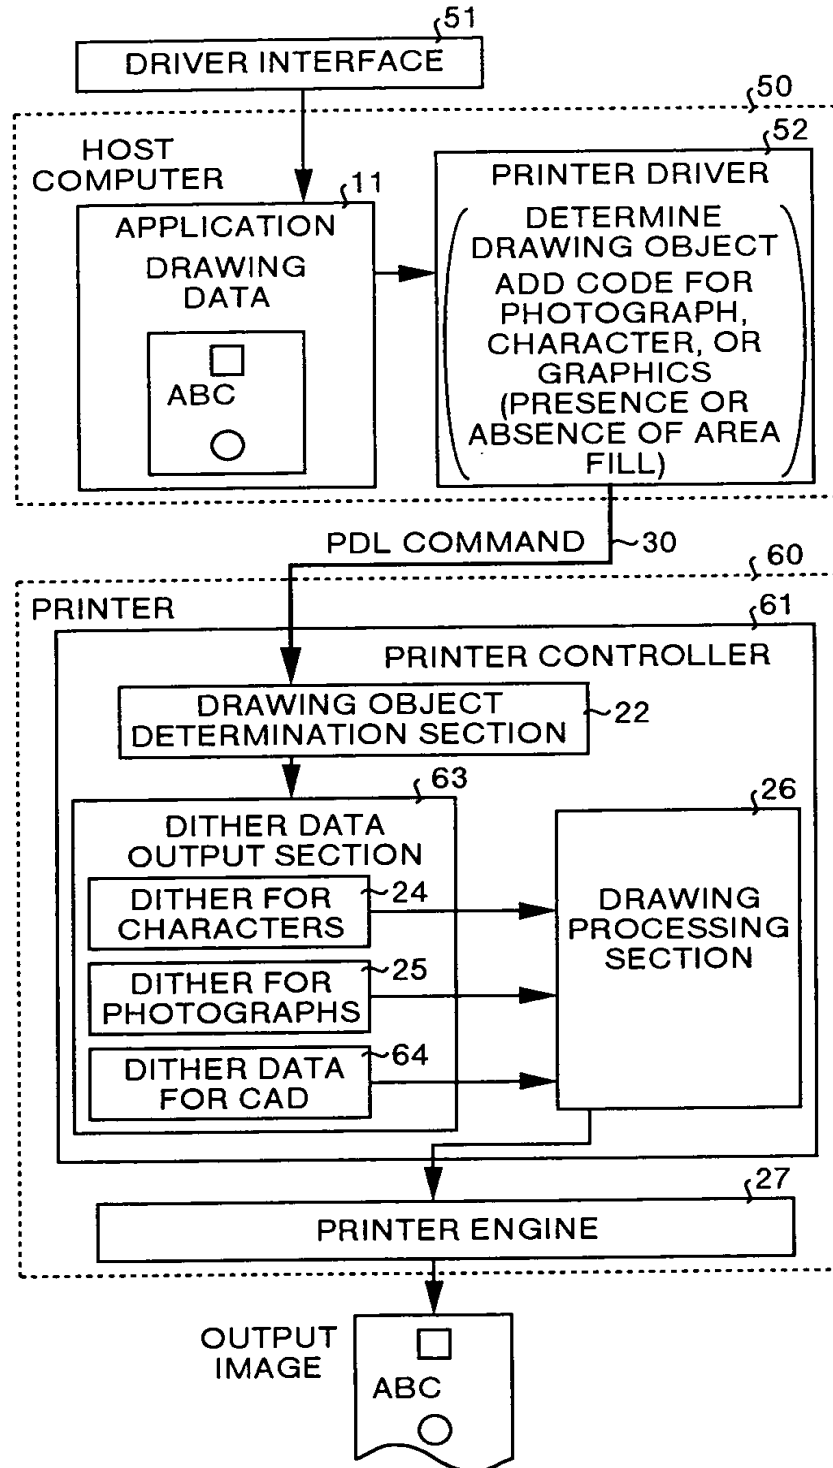 51
DRIVER INTERFACE
50
HOST
COMPUTER
11
APPLICATION
DRAWING
DATA
ABC
52
PRINTER DRIVER
DETERMINE
DRAWING OBJECT
ADD CODE FOR
PHOTOGRAPH,
CHARACTER, OR
GRAPHICS
(PRESENCE OR
ABSENCE OF AREA
FILL)
PDL COMMAND
30
60
PRINTER
61
PRINTER CONTROLLER
DRAWING OBJECT
DETERMINATION SECTION
22
63
DITHER DATA
OUTPUT SECTION
DITHER FOR
CHARACTERS
24
DITHER FOR
PHOTOGRAPHS
25
DITHER DATA
FOR CAD
64
26
DRAWING
PROCESSING
SECTION
27
PRINTER ENGINE
OUTPUT
IMAGE
ABC